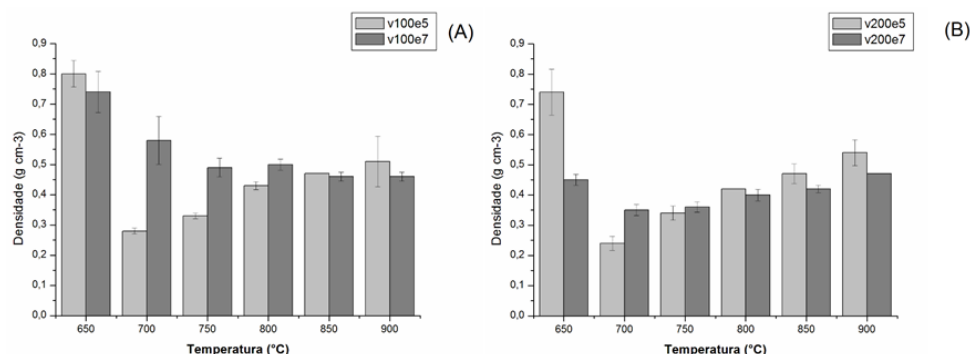 v100e5
v100e7
(A)
0,9
0,8
0,7
0,6
0,5
0,4
0,3
0,2
0,1
0,0
Densidade (g cm-3)
650 700 750 800 850 900
Temperatura (°C)
v200e5
v200e7
(B)
0,9
0,8
0,7
0,6
0,5
0,4
0,3
0,2
0,1
0,0
Densidade (g cm-3)
650 700 750 800 850 900
Temperatura (°C)